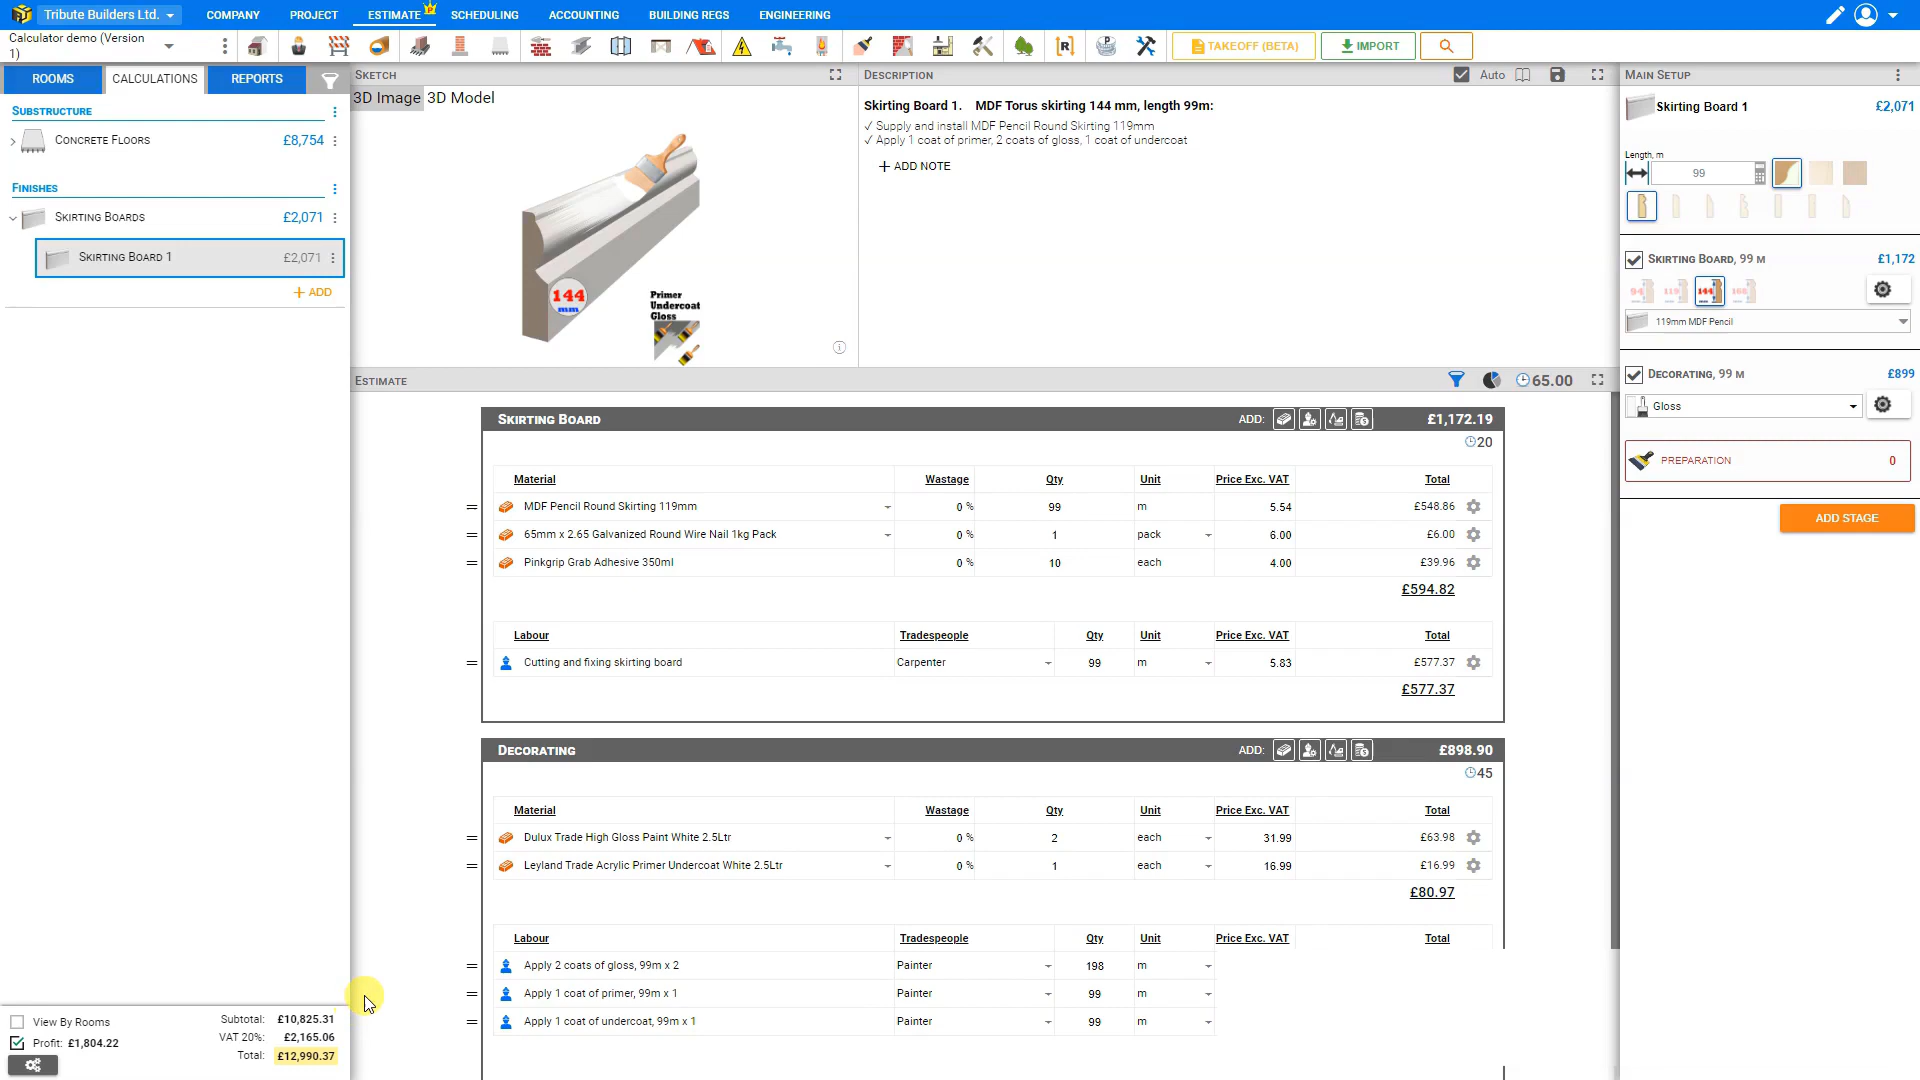 Tribute Builders Ltd.
COMPANY
PROJECT
ESTIMATE
SCHEDULING
ACCOUNTING
BUILDING REGS
ENGINEERING
Calculator demo (Version
1)
TAKEOFF (BETA)
IMPORT
ROOMS
CALCULATIONS
REPORTS
SUBSTRUCTURE
CONCRETE FLOORS £8,754
FINISHES
SKIRTING BOARDS £2,071
SKIRTING BOARD 1 £2,071
+ ADD
View By Rooms
Profit: £1,804.22
Subtotal: £10,825.31
VAT 20%: £2,165.06
Total: £12,990.37
SKETCH
3D Image 3D Model
144
mm
Primer
Undercoat
Gloss
DESCRIPTION
Auto
Skirting Board 1. MDF Torus skirting 144 mm, length 99m:
✓ Supply and install MDF Pencil Round Skirting 119mm
✓ Apply 1 coat of primer, 2 coats of gloss, 1 coat of undercoat
+ ADD NOTE
ESTIMATE
65.00
SKIRTING BOARD ADD: £1,172.19
20
Material Wastage Qty Unit Price Exc. VAT Total
= MDF Pencil Round Skirting 119mm 0 % 99 m 5.54 £548.86
= 65mm x 2.65 Galvanized Round Wire Nail 1kg Pack 0 % 1 pack 6.00 £6.00
= Pinkgrip Grab Adhesive 350ml 0 % 10 each 4.00 £39.96
£594.82
Labour Tradespeople Qty Unit Price Exc. VAT Total
= Cutting and fixing skirting board Carpenter 99 m 5.83 £577.37
£577.37
DECORATING ADD: £898.90
45
Material Wastage Qty Unit Price Exc. VAT Total
= Dulux Trade High Gloss Paint White 2.5Ltr 0 % 2 each 31.99 £63.98
= Leyland Trade Acrylic Primer Undercoat White 2.5Ltr 0 % 1 each 16.99 £16.99
£80.97
Labour Tradespeople Qty Unit Price Exc. VAT Total
= Apply 2 coats of gloss, 99m x 2 Painter 198 m
= Apply 1 coat of primer, 99m x 1 Painter 99 m
= Apply 1 coat of undercoat, 99m x 1 Painter 99 m
MAIN SETUP
Skirting Board 1 £2,071
Length, m
99
SKIRTING BOARD, 99 M £1,172
94 119 144 168
119mm MDF Pencil
DECORATING, 99 M £899
Gloss
PREPARATION 0
ADD STAGE